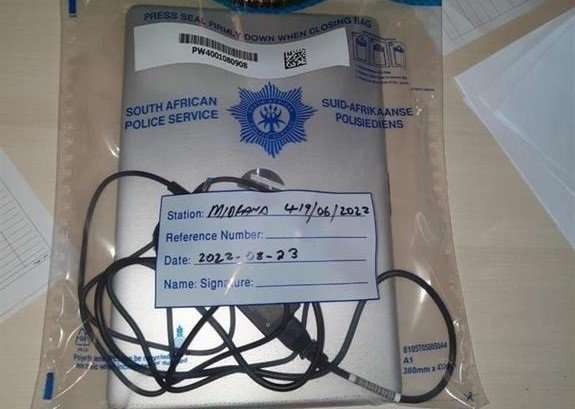 PRESS SEAL FIRMLY DOWN WHEN CLOSING BAG
PW4001080908
SOUTH AFRICAN
POLICE SERVICE
SUID-AFRIKAANSE
POLISIEDIENS
Station: MIDRAND 419/06/2022
Reference Number:
Date: 2022-08-23
Name: Signature:
A1